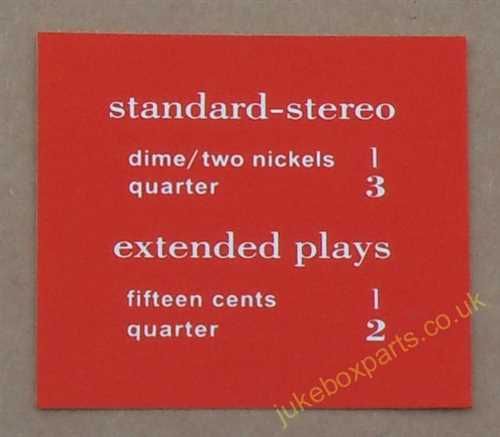 standard-stereo
dime/two nickels 1
quarter 3
extended plays
fifteen cents 1
quarter 2
jukeboxparts.co.uk